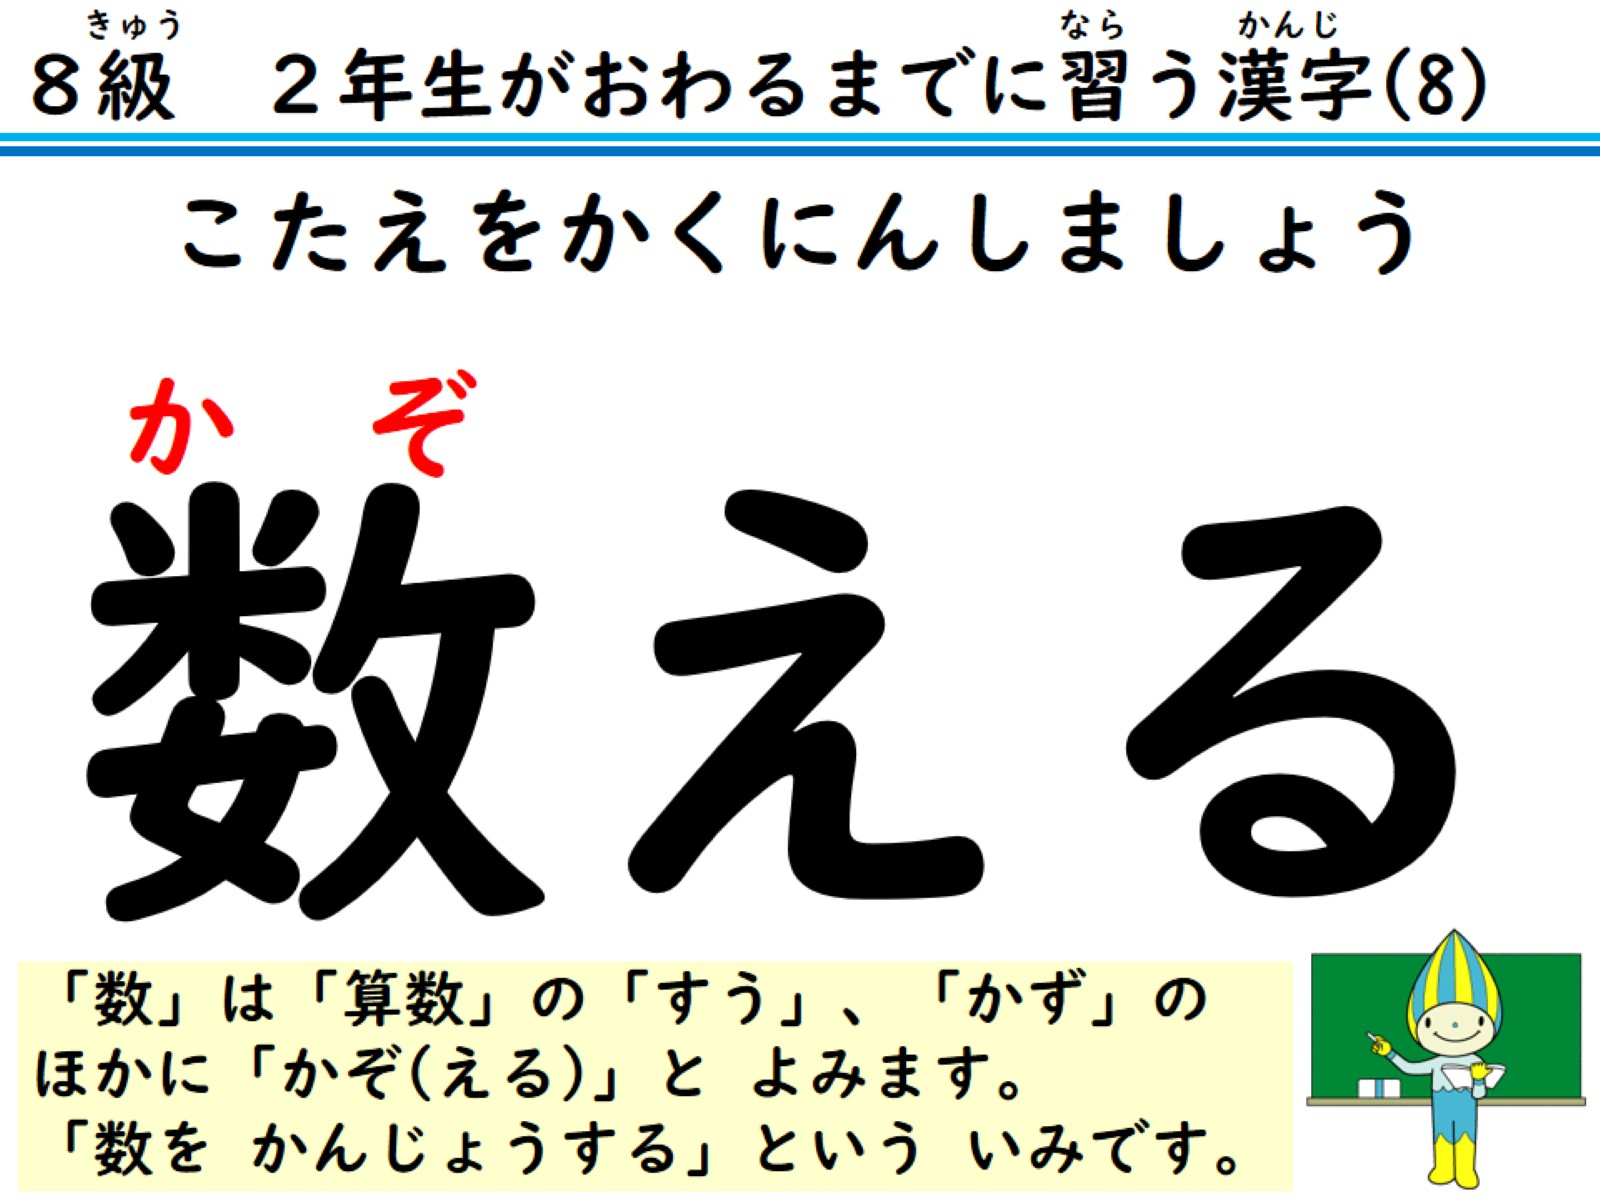 きゅう なら かんじ
8級 2年生がおわるまでに習う漢字(8)
こたえをかくにんしましょう
か ぞ
数える
「数」は「算数」の「すう」、「かず」の
ほかに「かぞ(える)」と よみます。
「数を かんじょうする」という いみです。